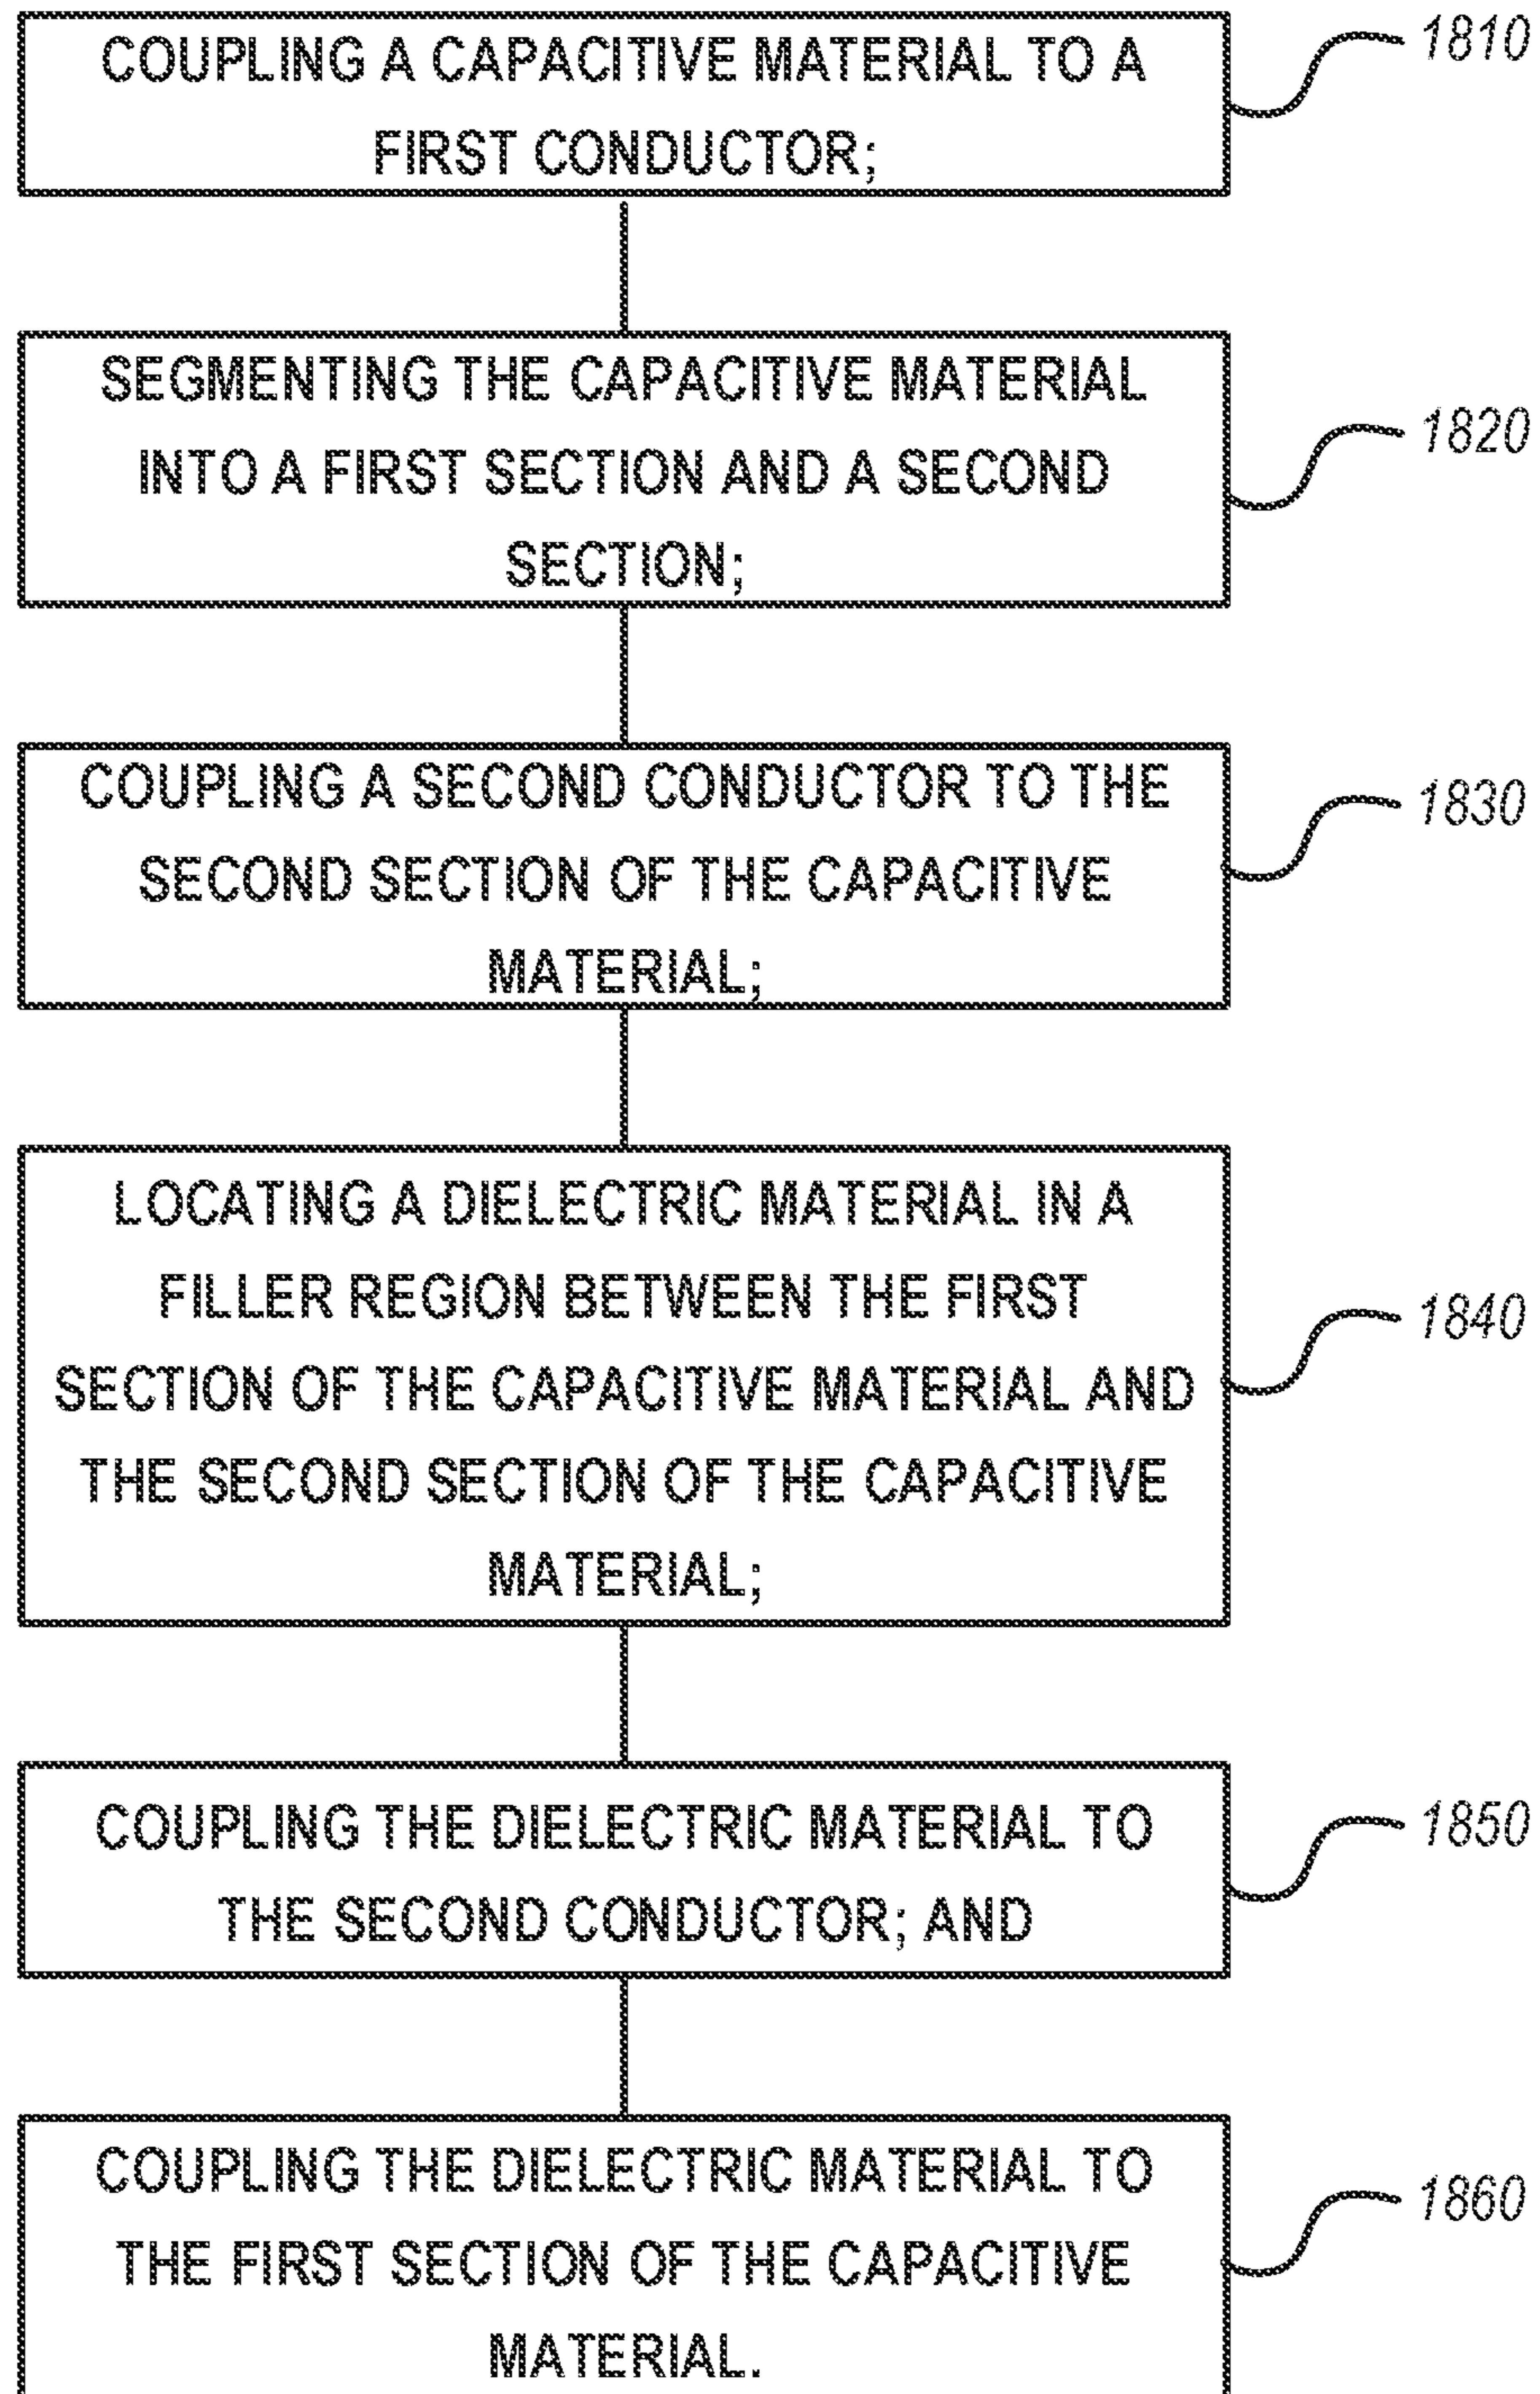 COUPLING A CAPACITIVE MATERIAL TO A
FIRST CONDUCTOR;
1810
SEGMENTING THE CAPACITIVE MATERIAL
INTO A FIRST SECTION AND A SECOND
SECTION;
1820
COUPLING A SECOND CONDUCTOR TO THE
SECOND SECTION OF THE CAPACITIVE
MATERIAL;
1830
LOCATING A DIELECTRIC MATERIAL IN A
FILLER REGION BETWEEN THE FIRST
SECTION OF THE CAPACITIVE MATERIAL AND
THE SECOND SECTION OF THE CAPACITIVE
MATERIAL;
1840
COUPLING THE DIELECTRIC MATERIAL TO
THE SECOND CONDUCTOR; AND
1850
COUPLING THE DIELECTRIC MATERIAL TO
THE FIRST SECTION OF THE CAPACITIVE
MATERIAL.
1860